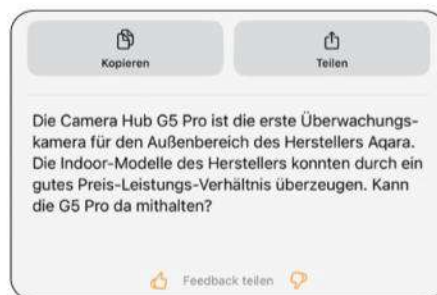 Kopieren
Teilen
Die Camera Hub G5 Pro ist die erste Überwachungs-
kamera für den Außenbereich des Herstellers Aqara.
Die Indoor-Modelle des Herstellers konnten durch ein
gutes Preis-Leistungs-Verhältnis überzeugen. Kann
die G5 Pro da mithalten?
Feedback teilen